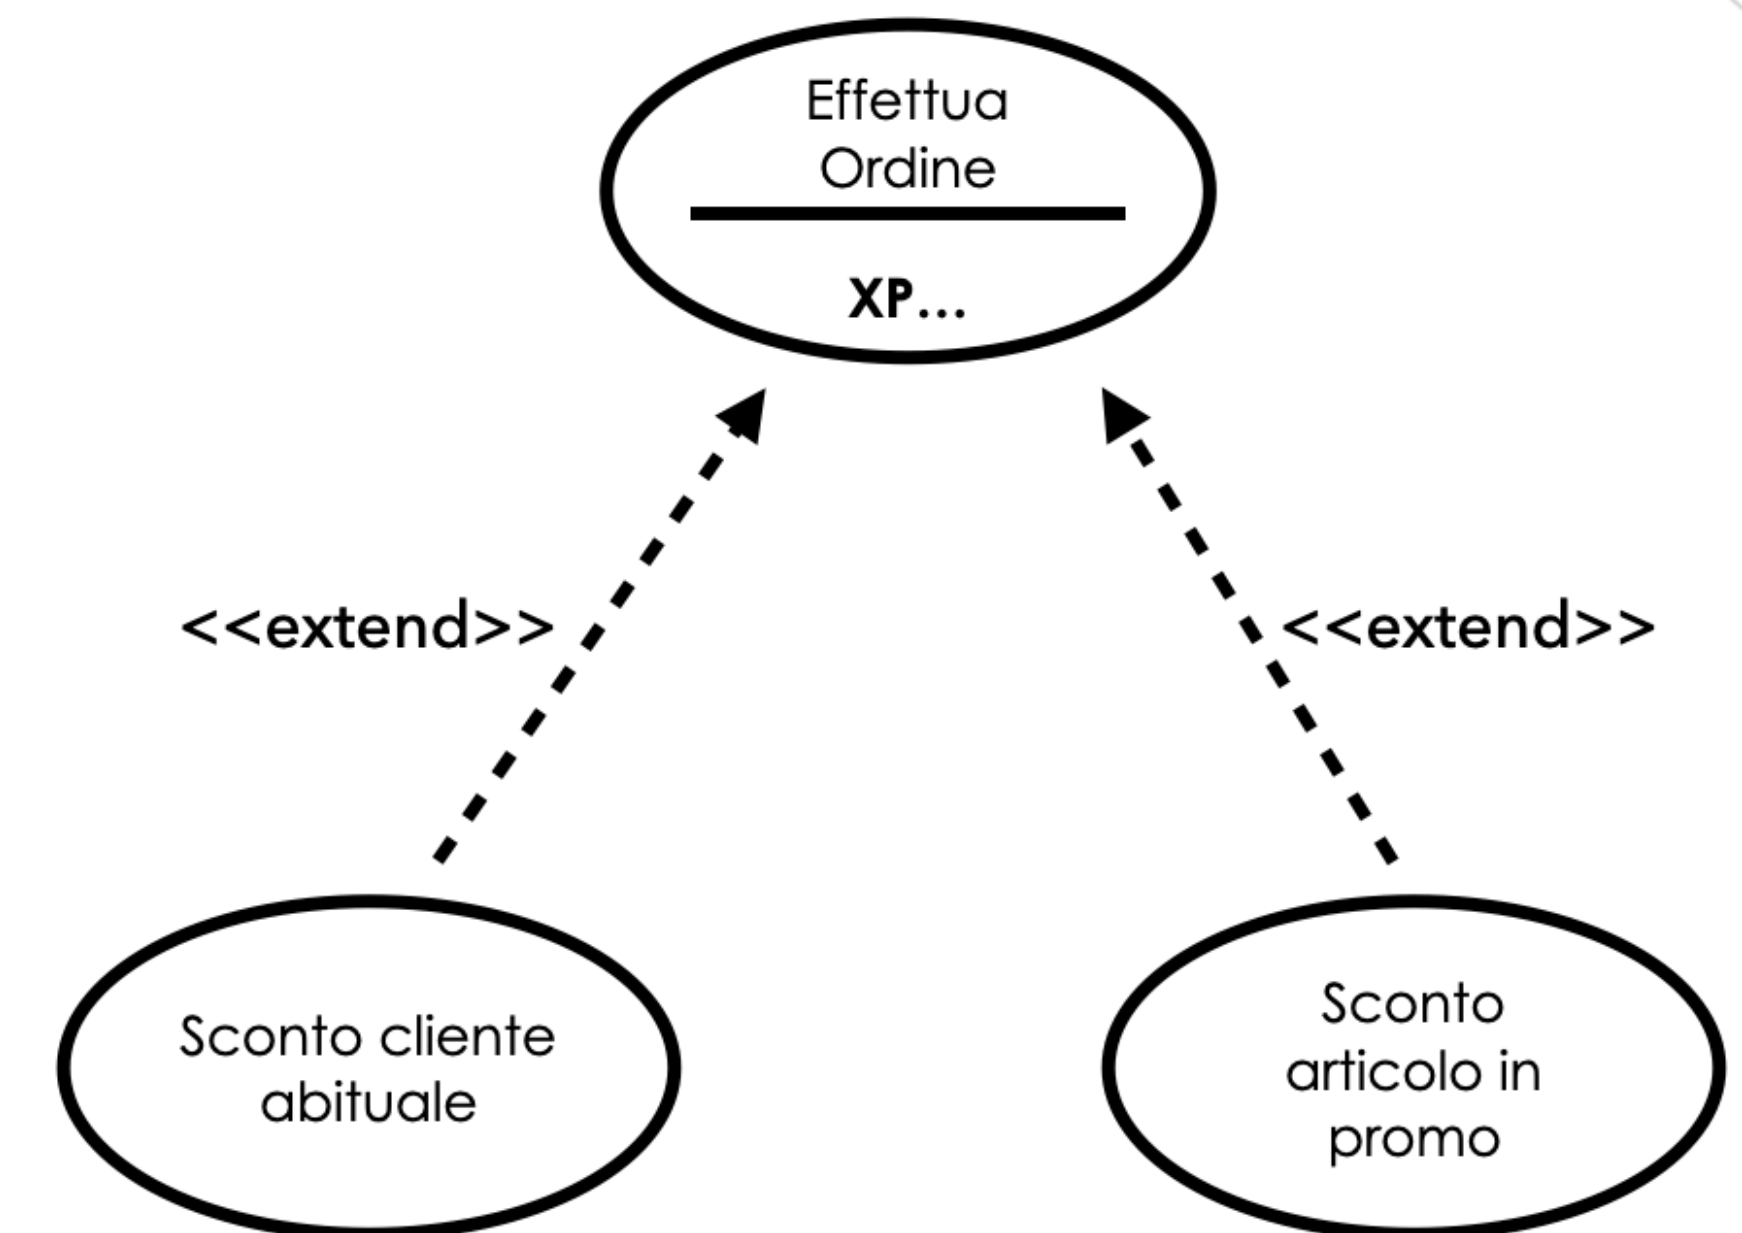 Effettua
Ordine
XP...
<<extend>>
<<extend>>
Sconto cliente
abituale
Sconto
articolo in
promo